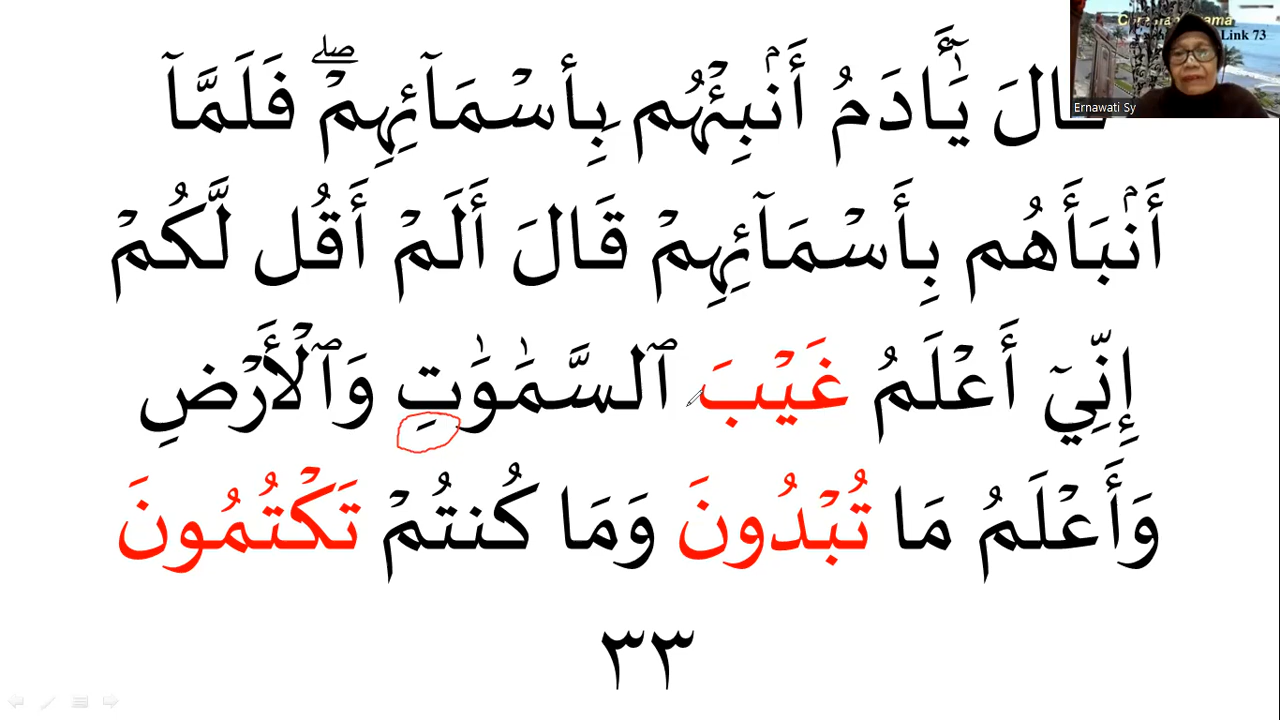 Link 73
Ernawati Sy
قَالَ يَٰٓـَٔادَمُ أَنۢبِئۡهُم بِأَسۡمَآئِهِمۡۖ فَلَمَّآ
أَنۢبَأَهُم بِأَسۡمَآئِهِمۡ قَالَ أَلَمۡ أَقُل لَّكُمۡ
إِنِّيٓ أَعۡلَمُ غَيۡبَ ٱلسَّمَٰوَٰتِ وَٱلۡأَرۡضِ
وَأَعۡلَمُ مَا تُبۡدُونَ وَمَا كُنتُمۡ تَكۡتُمُونَ
٣٣